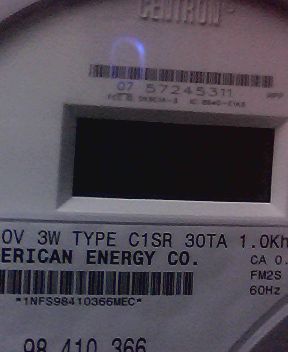 CENTRON
07 57245311
0V 3W TYPE C1SR 30TA 1.0Kh
ERICAN ENERGY CO.
CA 0.
*1NFS98410366MEC*
FM2S
60Hz
98 410 366